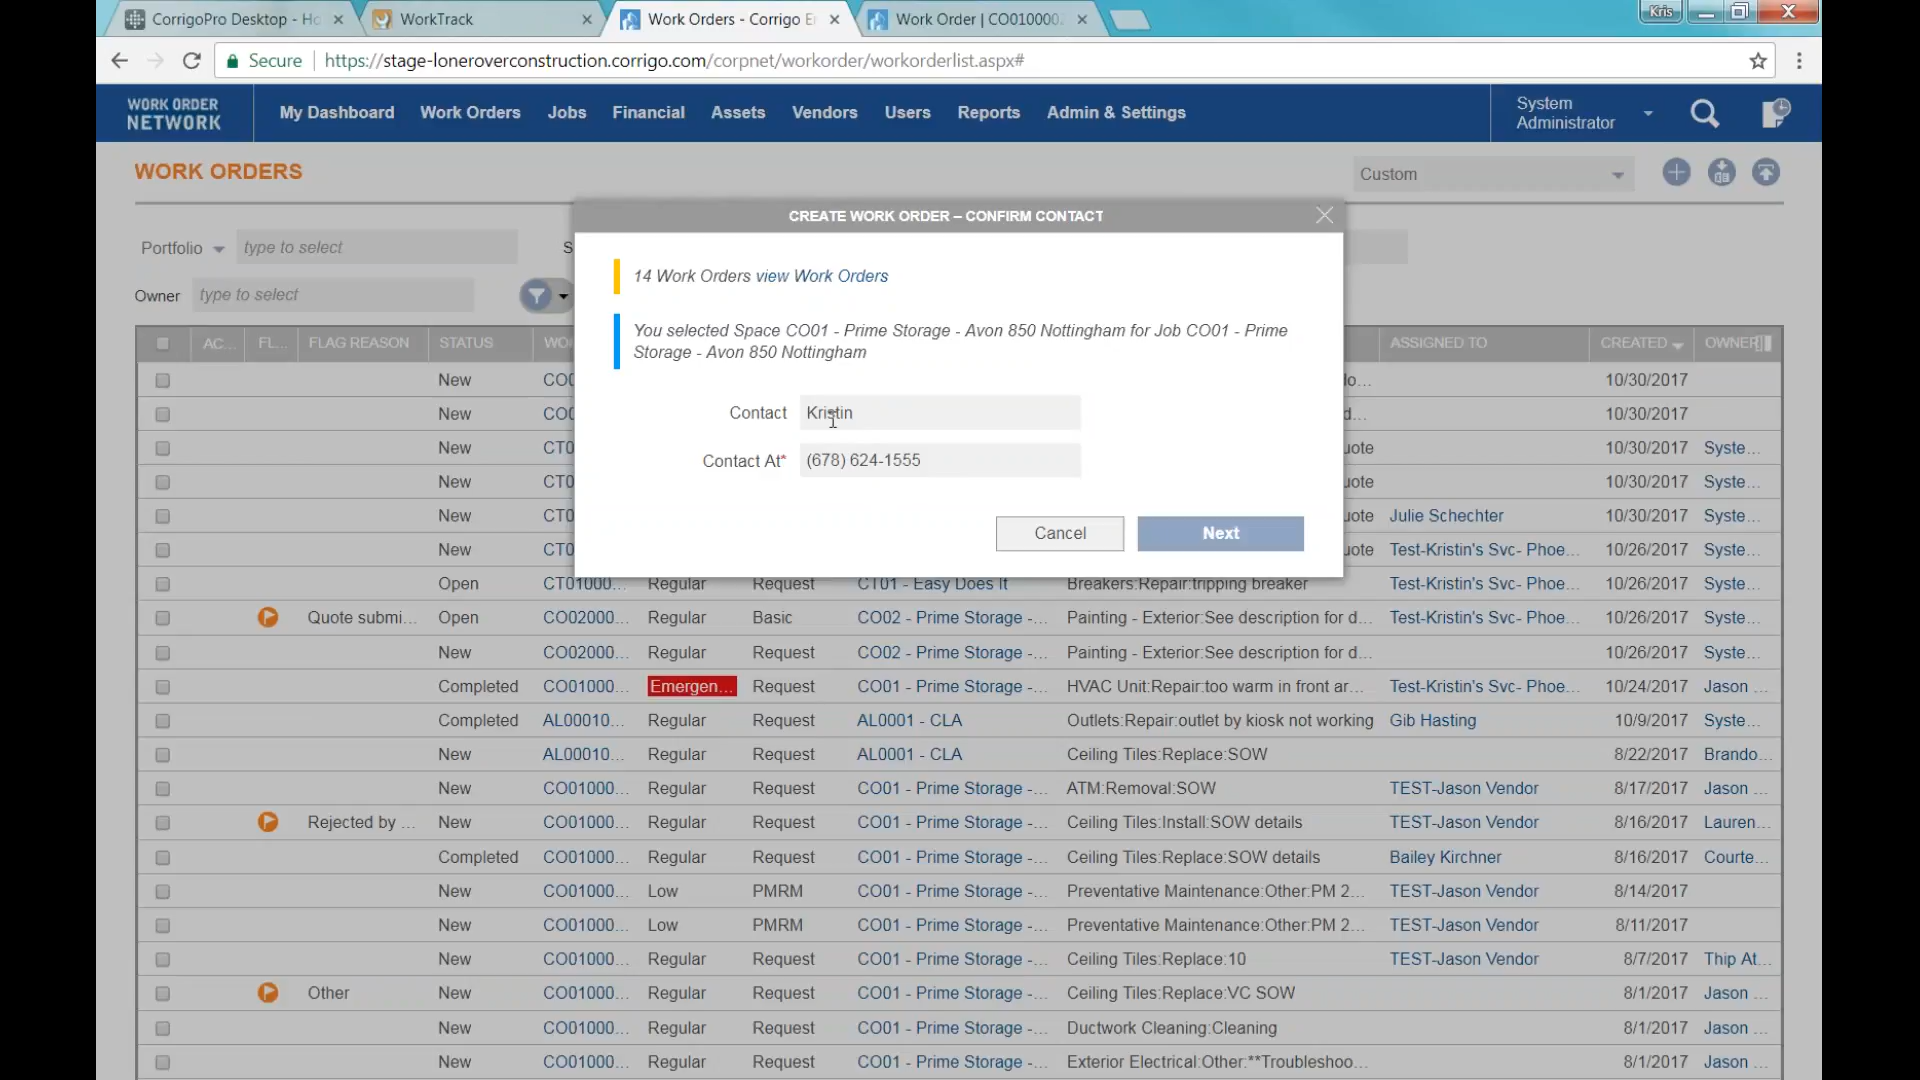 CorrigoPro Desktop - Ho
WorkTrack
Work Orders - Corrigo E
Work Order | CO010002
Kris
Secure
https://stage-loneroverconstruction.corrigo.com/corpnet/workorder/workorderlist.aspx#
WORK ORDER
NETWORK
My Dashboard
Work Orders
Jobs
Financial
Assets
Vendors
Users
Reports
Admin & Settings
System
Administrator
WORK ORDERS
Custom
Portfolio
type to select
S
Owner
type to select
CREATE WORK ORDER – CONFIRM CONTACT
14 Work Orders view Work Orders
You selected Space CO01 - Prime Storage - Avon 850 Nottingham for Job CO01 - Prime
Storage - Avon 850 Nottingham
Contact Kristin
Contact At* (678) 624-1555
Cancel
Next
AC... FL... FLAG REASON STATUS WO ASSIGNED TO CREATED OWNER
New CO0 lo... 10/30/2017
New CO0 d... 10/30/2017
New CT0 uote 10/30/2017 Syste...
New CT0 uote 10/30/2017 Syste...
New CT0 uote Julie Schechter 10/30/2017 Syste...
New CT0 uote Test-Kristin's Svc- Phoe... 10/26/2017 Syste...
Open CT01000... Regular Request CT01 - Easy Does It Breakers:Repair:tripping breaker Test-Kristin's Svc- Phoe... 10/26/2017 Syste...
Quote submi... Open CO02000... Regular Basic CO02 - Prime Storage -... Painting - Exterior:See description for d... Test-Kristin's Svc- Phoe... 10/26/2017 Syste...
New CO02000... Regular Request CO02 - Prime Storage -... Painting - Exterior:See description for d... 10/26/2017 Syste...
Completed CO01000... Emergen... Request CO01 - Prime Storage -... HVAC Unit:Repair:too warm in front ar... Test-Kristin's Svc- Phoe... 10/24/2017 Jason ...
Completed AL00010... Regular Request AL0001 - CLA Outlets:Repair:outlet by kiosk not working Gib Hasting 10/9/2017 Syste...
New AL00010... Regular Request AL0001 - CLA Ceiling Tiles:Replace:SOW 8/22/2017 Brando...
New CO01000... Regular Request CO01 - Prime Storage -... ATM:Removal:SOW TEST-Jason Vendor 8/17/2017 Jason ...
Rejected by ... New CO01000... Regular Request CO01 - Prime Storage -... Ceiling Tiles:Install:SOW details TEST-Jason Vendor 8/16/2017 Lauren...
Completed CO01000... Regular Request CO01 - Prime Storage -... Ceiling Tiles:Replace:SOW details Bailey Kirchner 8/16/2017 Courte...
New CO01000... Low PMRM CO01 - Prime Storage -... Preventative Maintenance:Other:PM 2... TEST-Jason Vendor 8/14/2017
New CO01000... Low PMRM CO01 - Prime Storage -... Preventative Maintenance:Other:PM 2... TEST-Jason Vendor 8/11/2017
New CO01000... Regular Request CO01 - Prime Storage -... Ceiling Tiles:Replace:10 TEST-Jason Vendor 8/7/2017 Thip At...
Other New CO01000... Regular Request CO01 - Prime Storage -... Ceiling Tiles:Replace:VC SOW 8/1/2017 Jason ...
New CO01000... Regular Request CO01 - Prime Storage -... Ductwork Cleaning:Cleaning 8/1/2017 Jason ...
New CO01000... Regular Request CO01 - Prime Storage -... Exterior Electrical:Other:**Troubleshoo... 8/1/2017 Jason ...